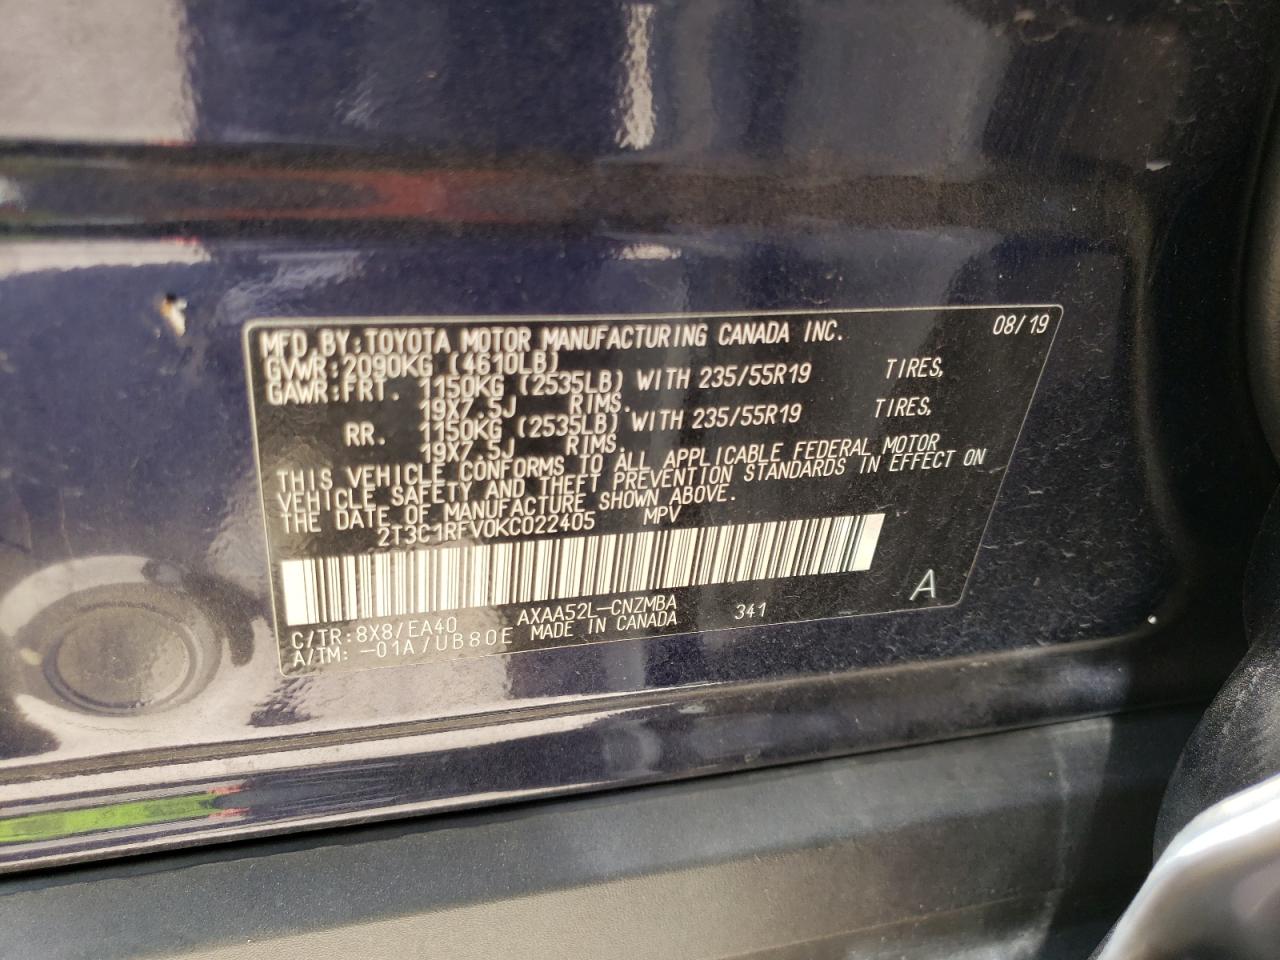 MFD.BY:TOYOTA MOTOR MANUFACTURING CANADA INC. 08/19
GVWR:2090KG (4610LB)
GAWR:FRT. 1150KG (2535LB) WITH 235/55R19 TIRES,
19X7.5J RIMS.
RR. 1150KG (2535LB) WITH 235/55R19 TIRES,
19X7.5J RIMS.
THIS VEHICLE CONFORMS TO ALL APPLICABLE FEDERAL MOTOR
VEHICLE SAFETY AND THEFT PREVENTION STANDARDS IN EFFECT ON
THE DATE OF MANUFACTURE SHOWN ABOVE.
2T3C1RFV0KC022405 MPV
A
C/TR:8X8/EA40 AXAA52L-CNZMBA 341
A/TM: -01A/UB80E MADE IN CANADA